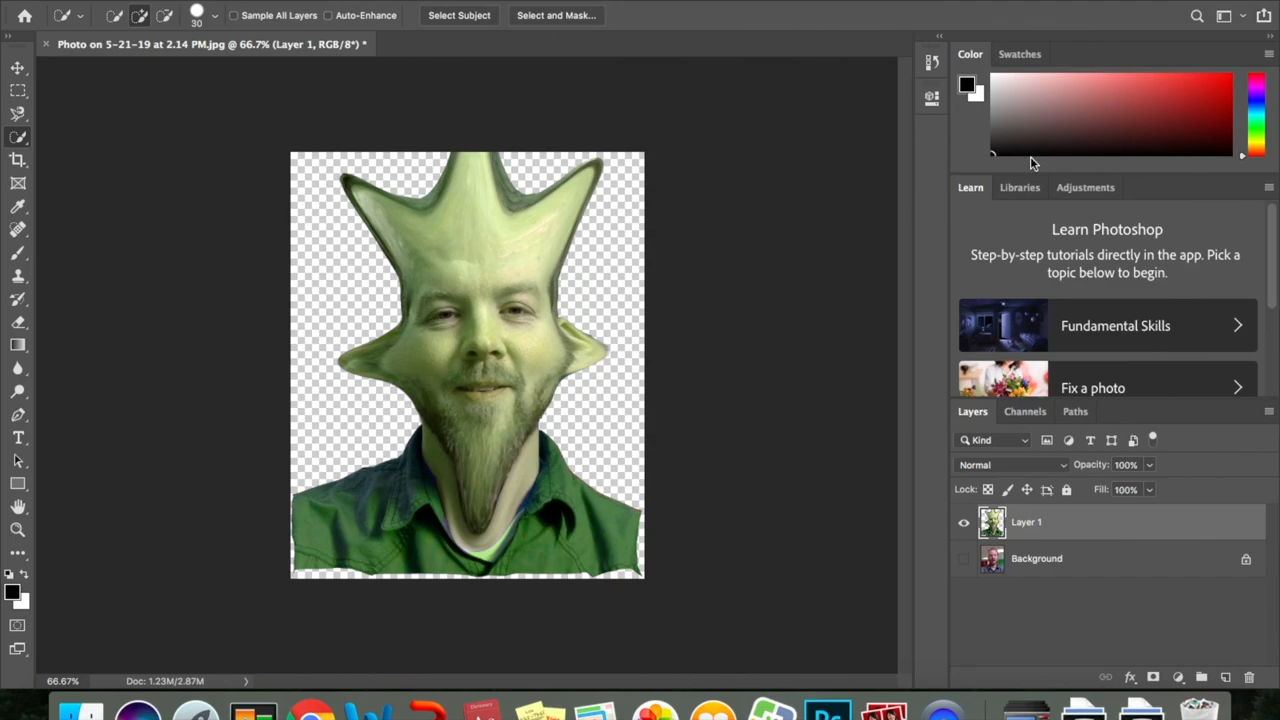 30 Sample All Layers Auto-Enhance Select Subject Select and Mask...
× Photo on 5-21-19 at 2.14 PM.jpg @ 66.7% (Layer 1, RGB/8*) *
Color Swatches
Learn Libraries Adjustments
Learn Photoshop
Step-by-step tutorials directly in the app. Pick a
topic below to begin.
Fundamental Skills
Fix a photo
Layers Channels Paths
Kind
Normal Opacity: 100%
Lock: Fill: 100%
Layer 1
Background
66.67% Doc: 1.23M/2.87M
Ps